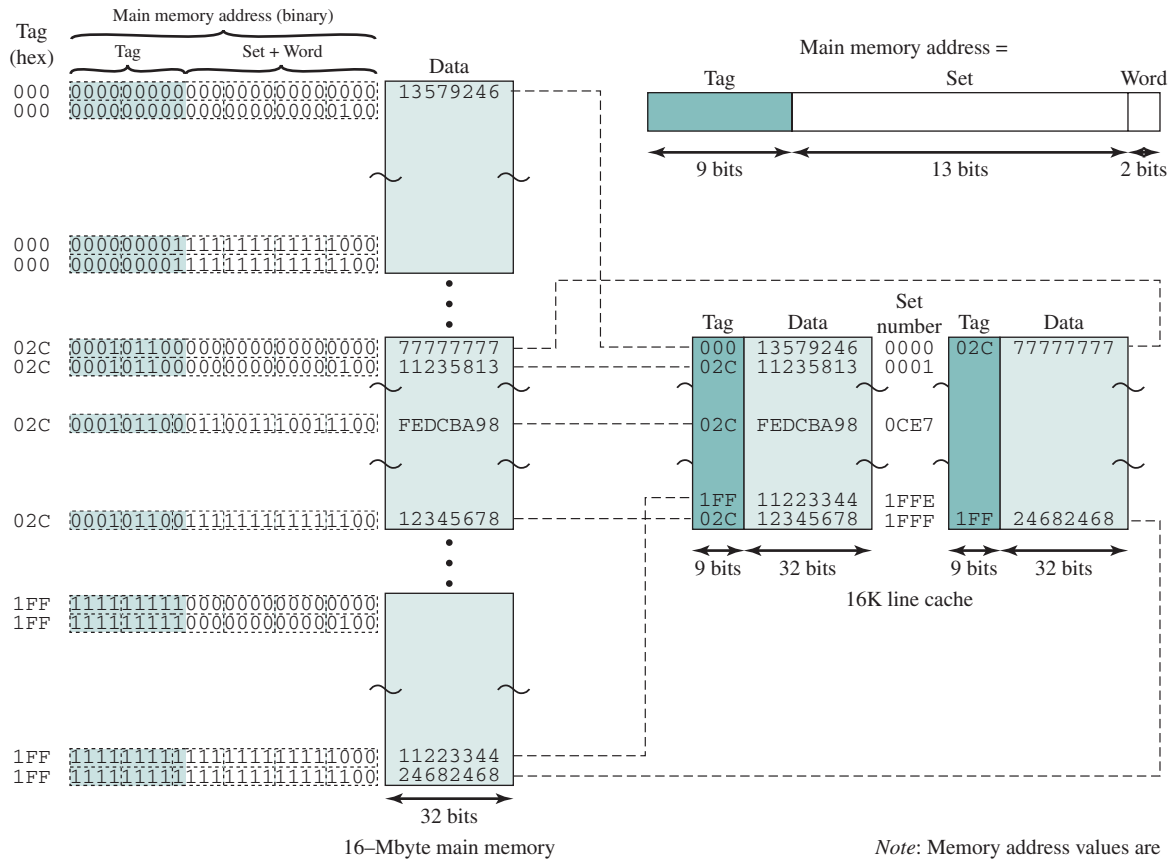 Main memory address (binary)
Tag
(hex)
Tag
Set + Word
Data
000 000000000000000000000000 13579246
000 000000000000000000000100
000 000000001111111111111000
000 000000001111111111111100
02C 000101100000000000000000 77777777
02C 000101100000000000000100 11235813
02C 000101100011001110011100 FEDCBA98
02C 000101100111111111111100 12345678
1FF 111111111000000000000000
1FF 111111111000000000000100
1FF 111111111111111111111000 11223344
1FF 111111111111111111111100 24682468
32 bits
16–Mbyte main memory
Main memory address =
Tag Set Word
9 bits 13 bits 2 bits
Tag Data Set number Tag Data
000 13579246 0000 02C 77777777
02C 11235813 0001
02C FEDCBA98 0CE7
1FF 11223344 1FFE
02C 12345678 1FFF 1FF 24682468
9 bits 32 bits 9 bits 32 bits
16K line cache
Note: Memory address values are